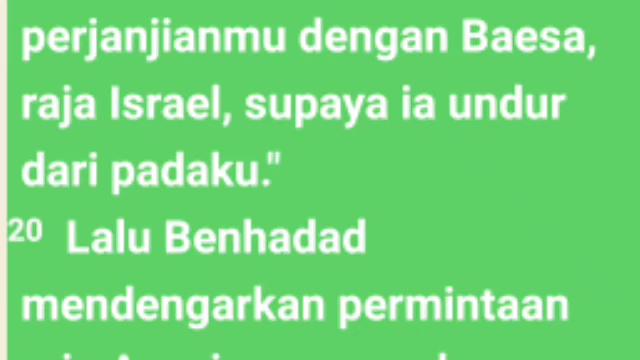 perjanjianmu dengan Baesa,
raja Israel, supaya ia undur
dari padaku."
20 Lalu Benhadad
mendengarkan permintaan